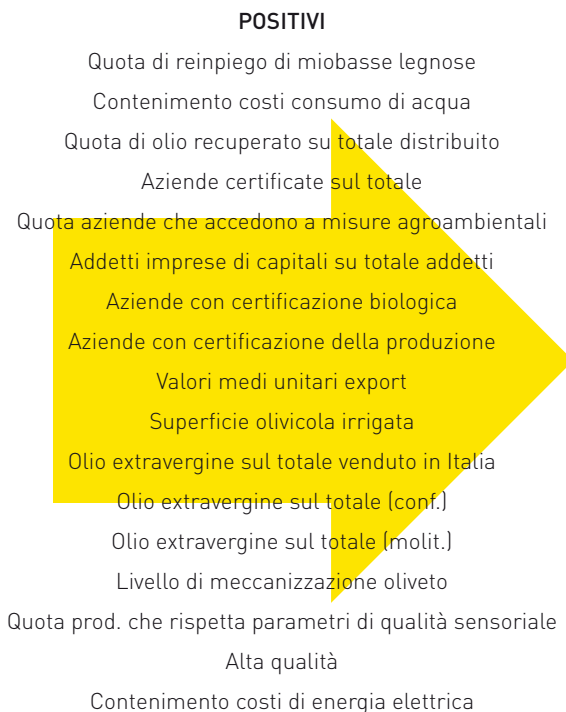 POSITIVI
Quota di reinpiego di miobasse legnose
Contenimento costi consumo di acqua
Quota di olio recuperato su totale distribuito
Aziende certificate sul totale
Quota aziende che accedono a misure agroambientali
Addetti imprese di capitali su totale addetti
Aziende con certificazione biologica
Aziende con certificazione della produzione
Valori medi unitari export
Superficie olivicola irrigata
Olio extravergine sul totale venduto in Italia
Olio extravergine sul totale (conf.)
Olio extravergine sul totale (molit.)
Livello di meccanizzazione oliveto
Quota prod. che rispetta parametri di qualità sensoriale
Alta qualità
Contenimento costi di energia elettrica